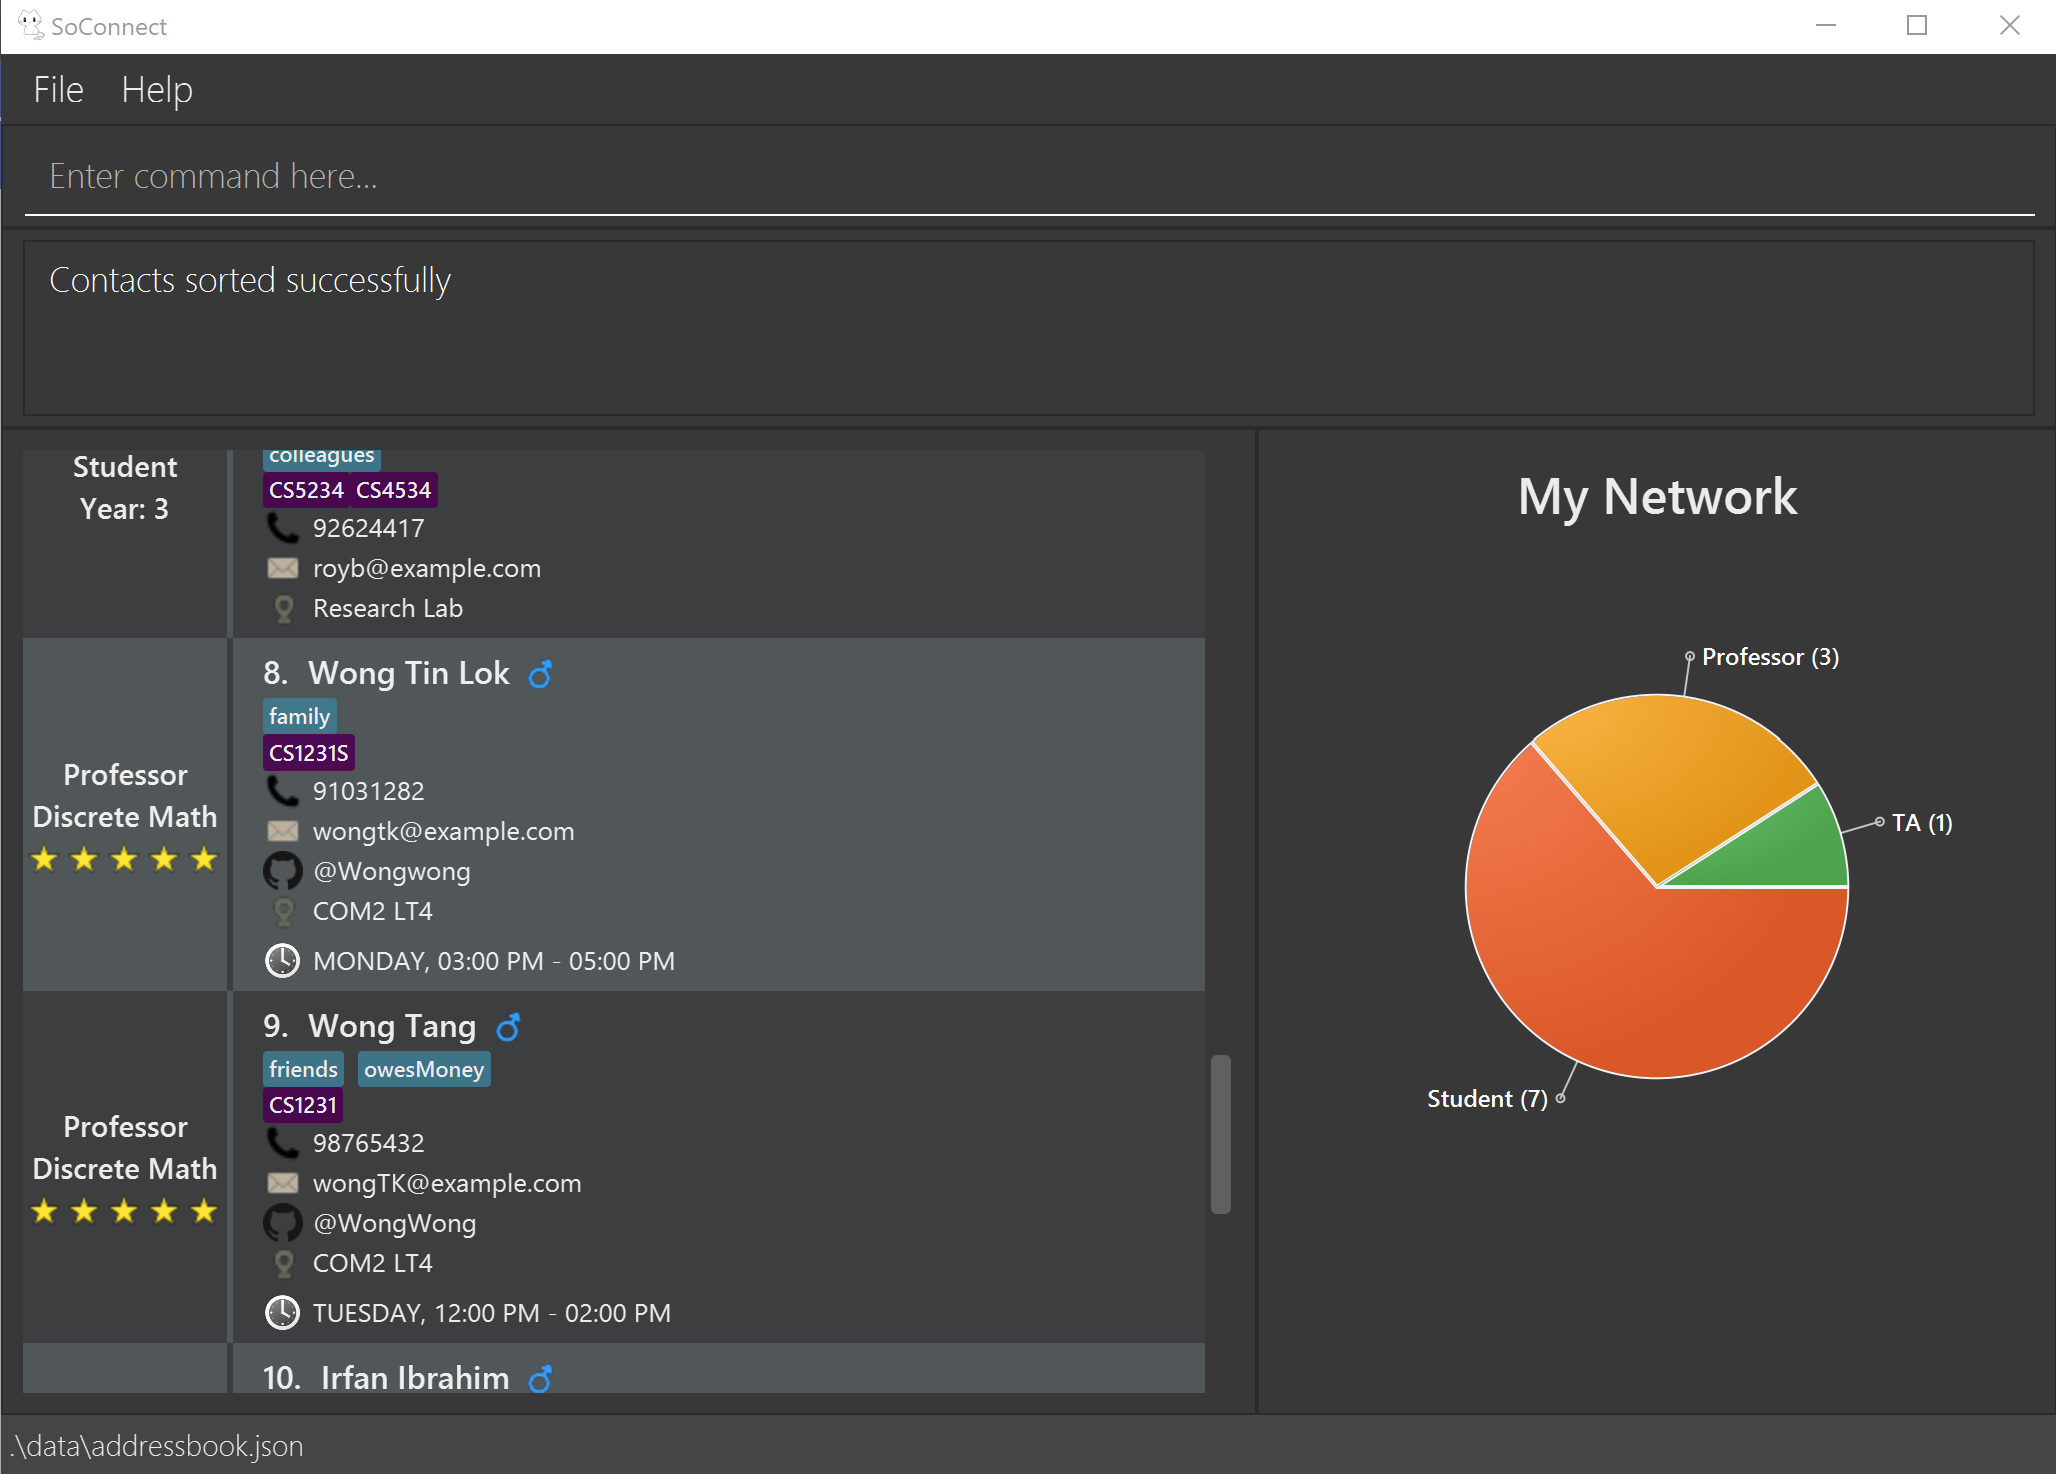 SoConnect
File Help
Enter command here...
Contacts sorted successfully
Student
Year: 3
colleagues
CS5234 CS4534
92624417
royb@example.com
Research Lab
Professor
Discrete Math
8. Wong Tin Lok
family
CS1231S
91031282
wongtk@example.com
@Wongwong
COM2 LT4
MONDAY, 03:00 PM - 05:00 PM
Professor
Discrete Math
9. Wong Tang
friends owesMoney
CS1231
98765432
wongTK@example.com
@WongWong
COM2 LT4
TUESDAY, 12:00 PM - 02:00 PM
10. Irfan Ibrahim
My Network
Professor (3)
TA (1)
Student (7)
.\data\addressbook.json